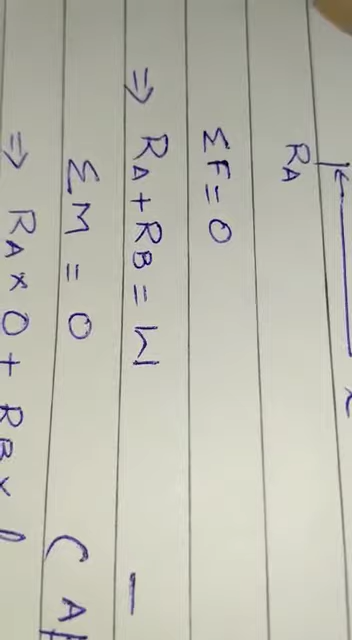 RA
ΣF = 0
⇒ RA + RB = W —
ΣM = 0 (A
⇒ RA × 0 + RB ×